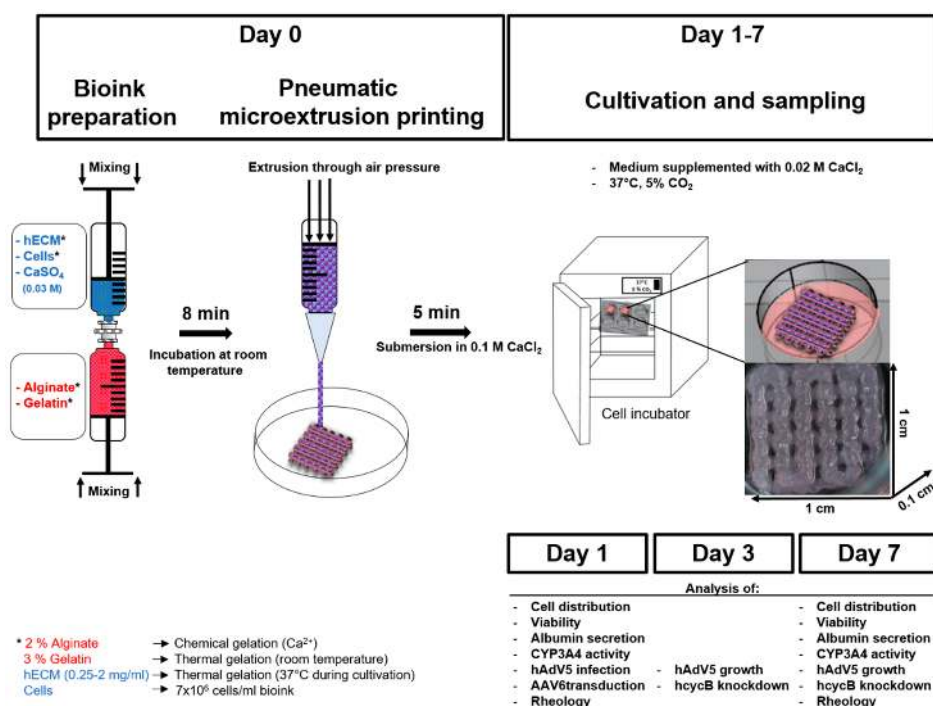 Day 0
Day 1-7
Bioink
preparation
Pneumatic
microextrusion printing
Cultivation and sampling
Mixing
Extrusion through air pressure
- Medium supplemented with 0.02 M CaCl₂
- 37°C, 5% CO₂
- hECM*
- Cells*
- CaSO₄
(0.03 M)
8 min
Incubation at room
temperature
5 min
Submersion in 0.1 M CaCl₂
- Alginate*
- Gelatin*
Mixing
Cell incubator
1 cm
0.1 cm
1 cm
Day 1
Day 3
Day 7
Analysis of:
- Cell distribution
- Viability
- Albumin secretion
- CYP3A4 activity
- hAdV5 infection
- AAV6transduction
- Rheology
- hAdV5 growth
- hcycB knockdown
- Cell distribution
- Viability
- Albumin secretion
- CYP3A4 activity
- hAdV5 growth
- hcycB knockdown
- Rheology
* 2 % Alginate → Chemical gelation (Ca²⁺)
3 % Gelatin → Thermal gelation (room temperature)
hECM (0.25-2 mg/ml) → Thermal gelation (37°C during cultivation)
Cells → 7x10⁶ cells/ml bioink